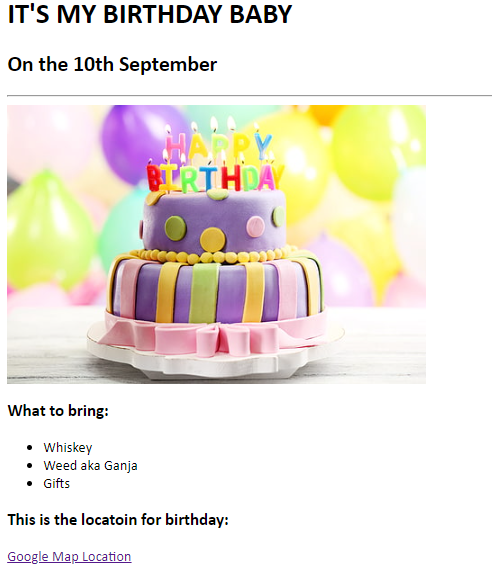 IT'S MY BIRTHDAY BABY
On the 10th September
HAPPY
BIRTHDAY
What to bring:
Whiskey
Weed aka Ganja
Gifts
This is the locatoin for birthday:
Google Map Location